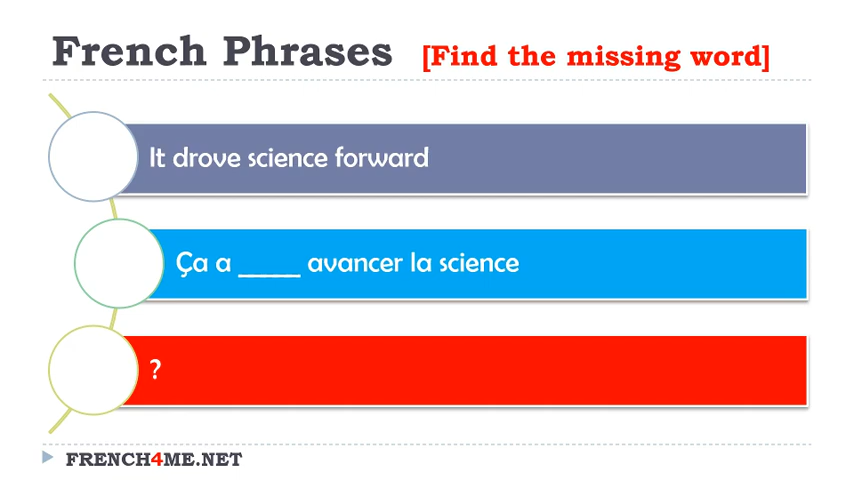 French Phrases [Find the missing word]
It drove science forward
Ça a _____ avancer la science
?
FRENCH4ME.NET